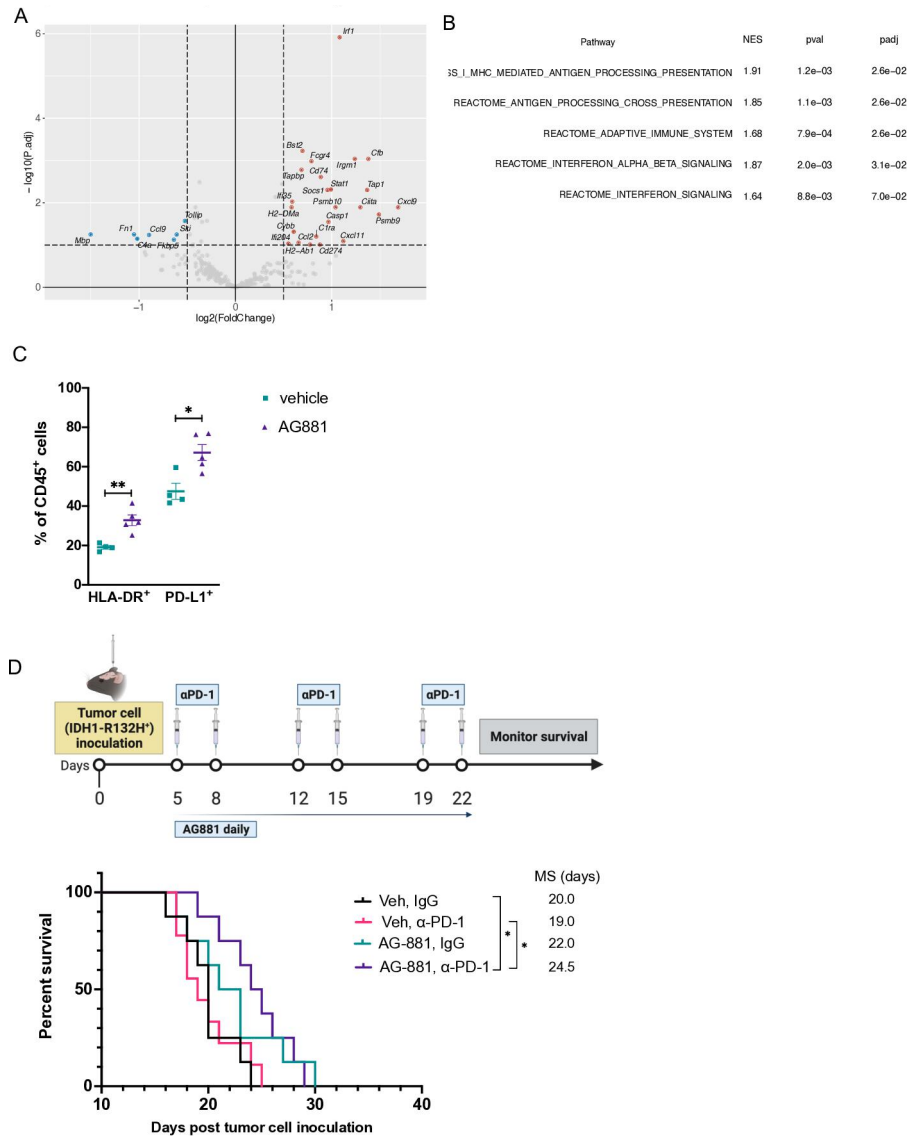 A
6
4
2
0
−1
0
1
− log10(P.adj)
log2(FoldChange)
Irf1
Bst2
Fcgr4
Cfb
Irgm1
Tapbp
Cd74
Socs1
Stat1
Tap1
Ifi35
Psmb10
Ciita
Cxcl9
H2−DMa
Casp1
Psmb9
Tollip
Cybb
C1ra
Fn1
Ccl9
Ski
Ifi204
Ccl2
Cxcl11
Mbp
C4a
Fkbp5
H2−Ab1
Cd274
B
Pathway NES pval padj
SS_I_MHC_MEDIATED_ANTIGEN_PROCESSING_PRESENTATION 1.91 1.2e−03 2.6e−02
REACTOME_ANTIGEN_PROCESSING_CROSS_PRESENTATION 1.85 1.1e−03 2.6e−02
REACTOME_ADAPTIVE_IMMUNE_SYSTEM 1.68 7.9e−04 2.6e−02
REACTOME_INTERFERON_ALPHA_BETA_SIGNALING 1.87 2.0e−03 3.1e−02
REACTOME_INTERFERON_SIGNALING 1.64 8.8e−03 7.0e−02
C
% of CD45+ cells
100
80
60
40
20
0
**
*
HLA-DR+ PD-L1+
vehicle
AG881
D
Tumor cell
(IDH1-R132H+)
inoculation
αPD-1 αPD-1 αPD-1
Monitor survival
Days
0 5 8 12 15 19 22
AG881 daily
Percent survival
100
50
0
10 20 30 40
Days post tumor cell inoculation
MS (days)
Veh, IgG 20.0
Veh, α-PD-1 19.0
AG-881, IgG 22.0
AG-881, α-PD-1 24.5
*
*